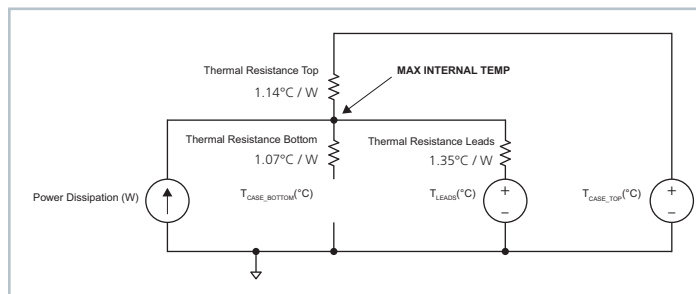 Thermal Resistance Top
MAX INTERNAL TEMP
1.14°C / W
Thermal Resistance Bottom
Thermal Resistance Leads
1.07°C / W
1.35°C / W
Power Dissipation (W)
T_CASE_BOTTOM(°C)
+
–
T_LEADS(°C)
+
–
T_CASE_TOP(°C)